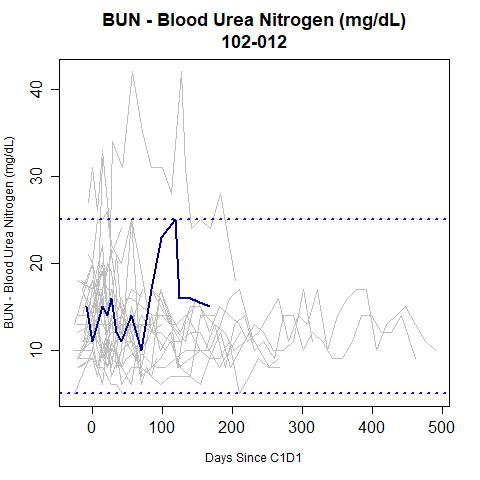 BUN - Blood Urea Nitrogen (mg/dL)
102-012
BUN - Blood Urea Nitrogen (mg/dL)
40
30
20
10
0 100 200 300 400 500
Days Since C1D1